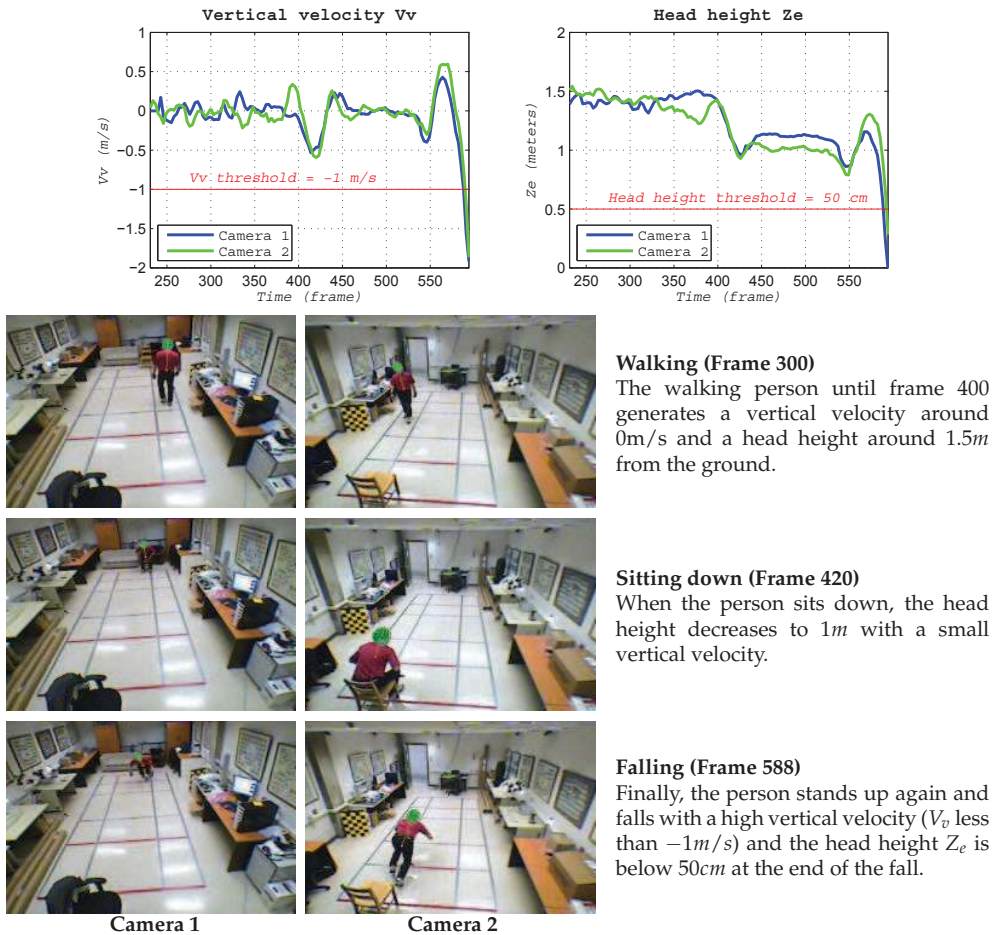 Vertical velocity Vv
1
0.5
0
−0.5
−1
−1.5
−2
Vv (m/s)
Vv threshold = -1 m/s
Camera 1
Camera 2
250 300 350 400 450 500 550
Time (frame)
Head height Ze
2
1.5
1
0.5
0
Ze (meters)
Head height threshold = 50 cm
Camera 1
Camera 2
250 300 350 400 450 500 550
Time (frame)
Walking (Frame 300)
The walking person until frame 400
generates a vertical velocity around
0m/s and a head height around 1.5m
from the ground.
Sitting down (Frame 420)
When the person sits down, the head
height decreases to 1m with a small
vertical velocity.
Falling (Frame 588)
Finally, the person stands up again and
falls with a high vertical velocity (Vv less
than −1m/s) and the head height Ze is
below 50cm at the end of the fall.
Camera 1
Camera 2